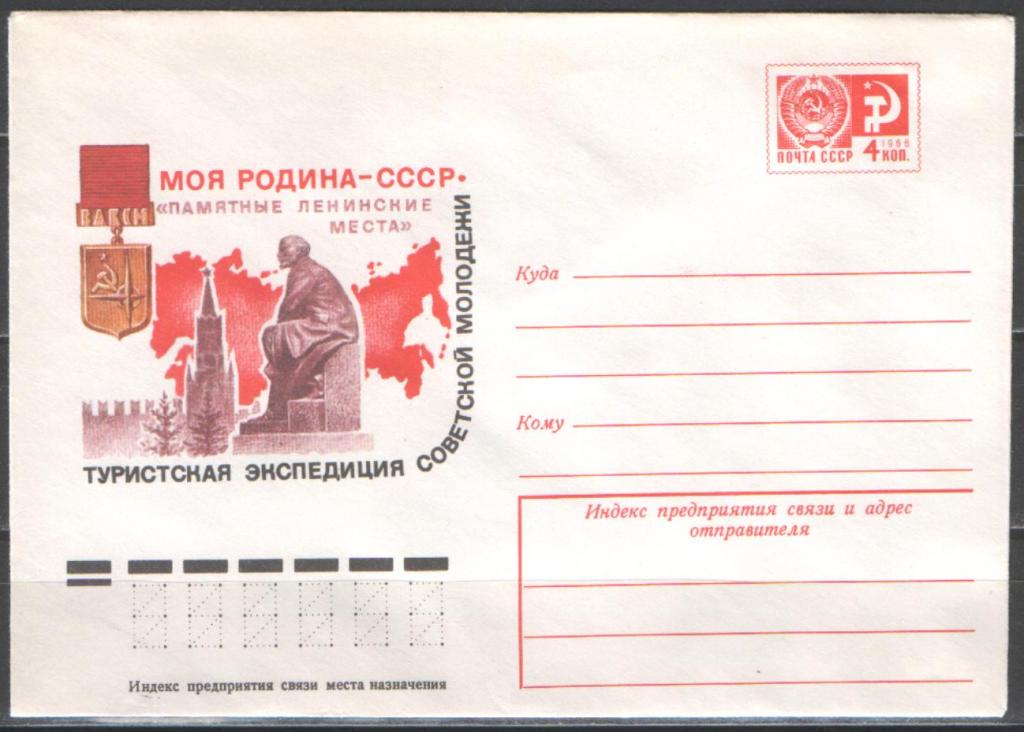 МОЯ РОДИНА-СССР•
«ПАМЯТНЫЕ ЛЕНИНСКИЕ
МЕСТА»
ВЛКСМ
ТУРИСТСКАЯ ЭКСПЕДИЦИЯ СОВЕТСКОЙ МОЛОДЕЖИ
1966
ПОЧТА СССР 4 КОП.
Куда
Кому
Индекс предприятия связи и адрес
отправителя
Индекс предприятия связи места назначения